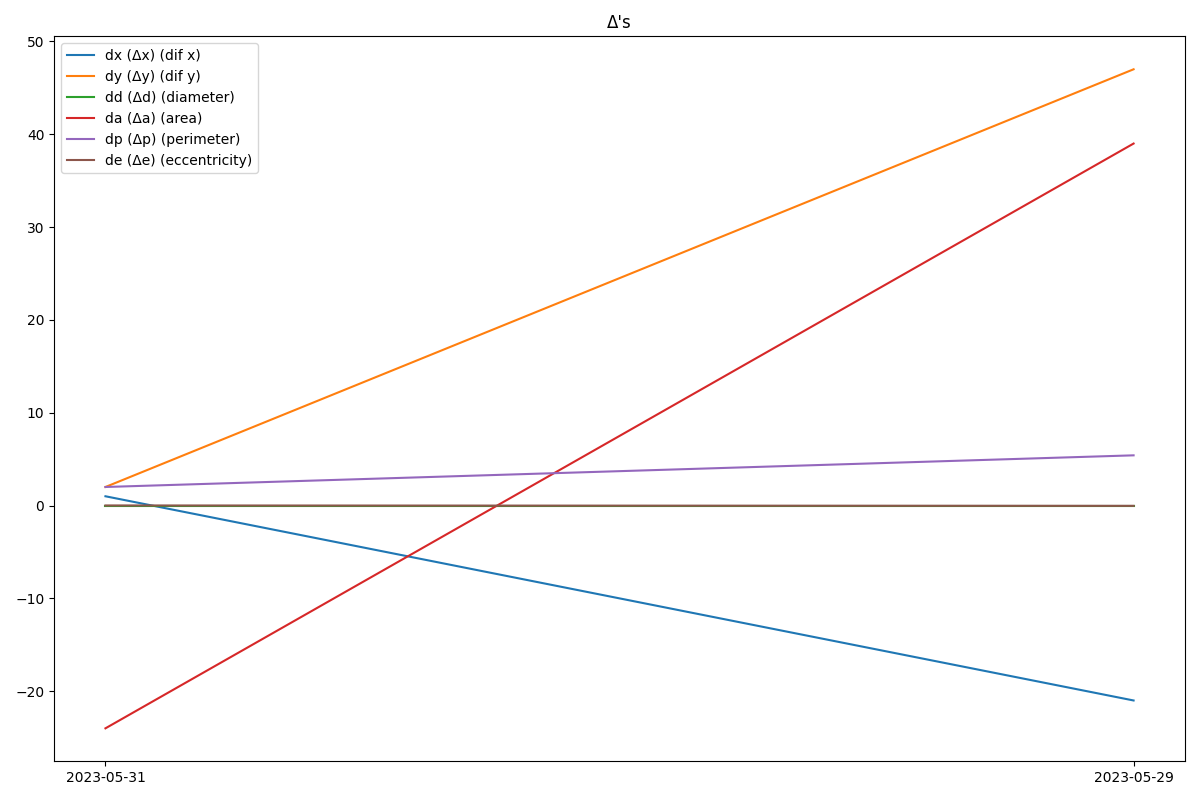 Δ's
50
40
30
20
10
0
−10
−20
dx (Δx) (dif x)
dy (Δy) (dif y)
dd (Δd) (diameter)
da (Δa) (area)
dp (Δp) (perimeter)
de (Δe) (eccentricity)
2023-05-31
2023-05-29